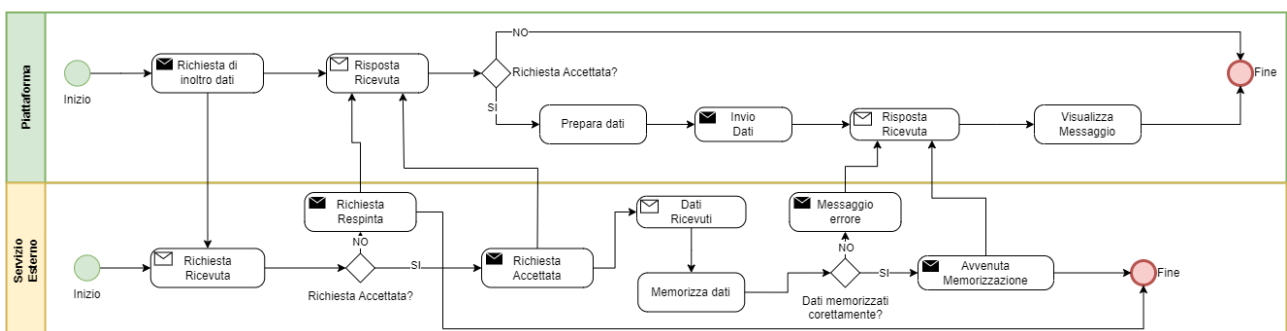 Piattaforma
Inizio
Richiesta di
inoltro dati
Risposta
Ricevuta
NO
Richiesta Accettata?
SI
Prepara dati
Invio
Dati
Risposta
Ricevuta
Visualizza
Messaggio
Fine
Servizio
Esterno
Inizio
Richiesta
Ricevuta
Richiesta
Respinta
NO
Richiesta Accettata?
SI
Richiesta
Accettata
Dati
Ricevuti
Memorizza dati
Messaggio
errore
NO
Dati memorizzati
corettamente?
SI
Avvenuta
Memorizzazione
Fine